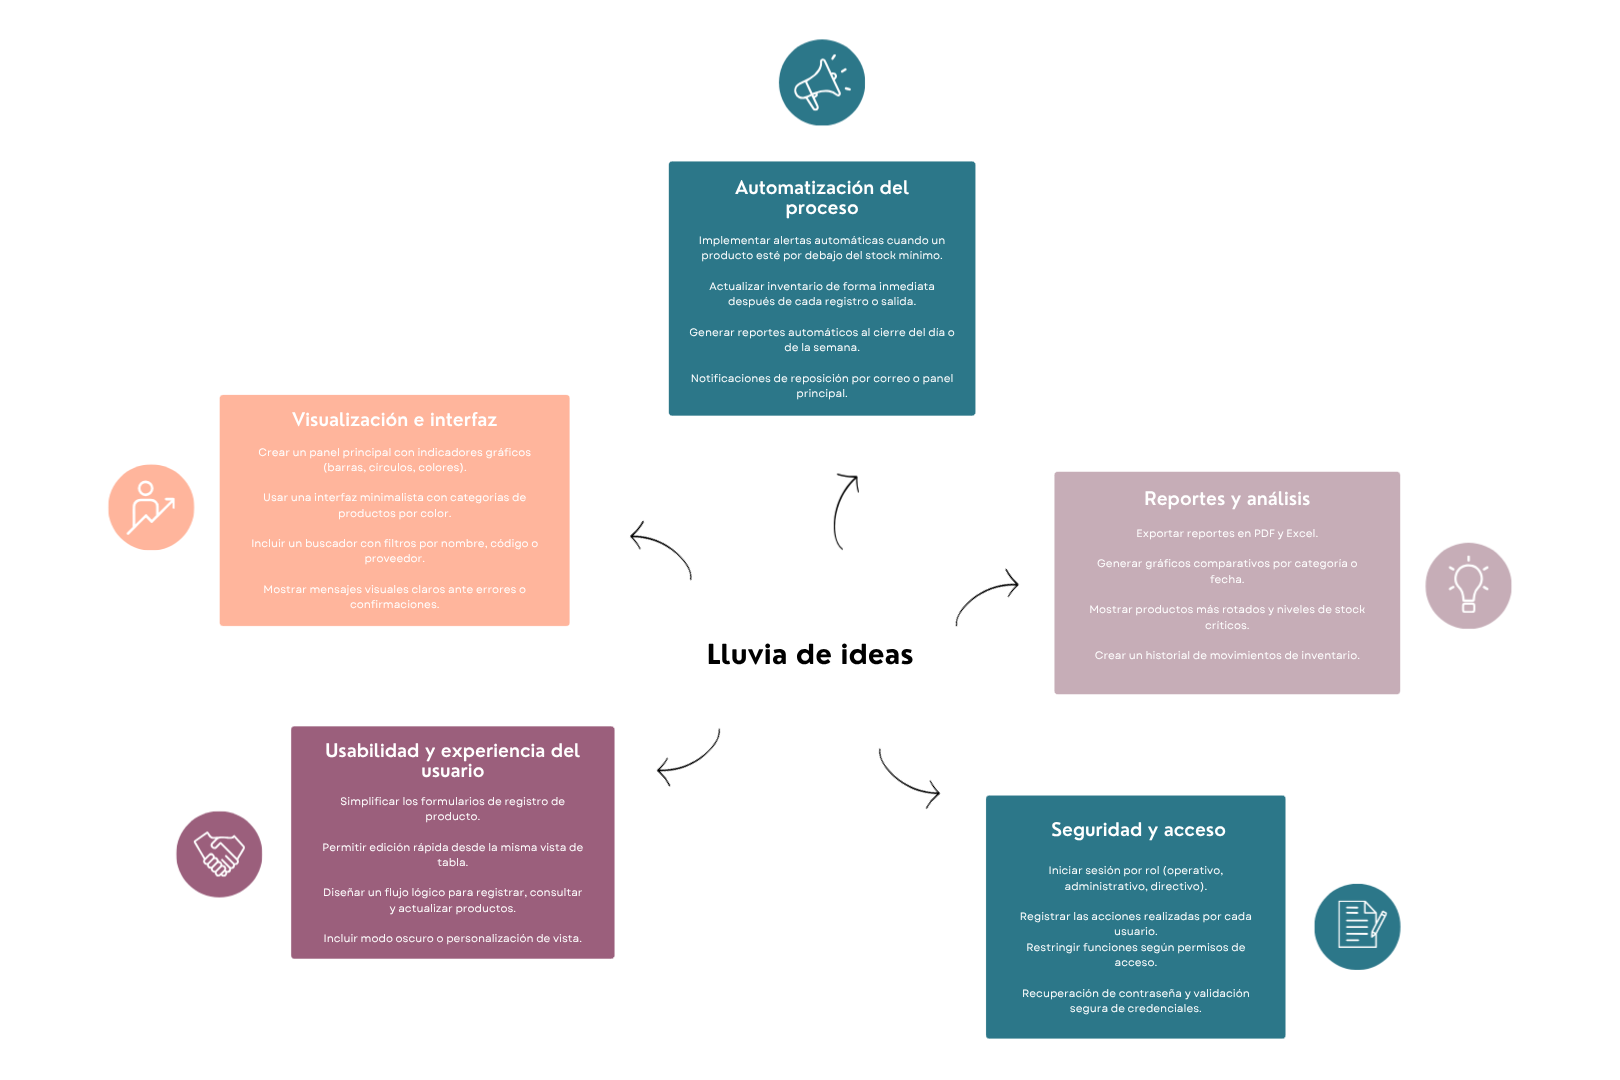 Automatización del
proceso
Implementar alertas automáticas cuando un
producto esté por debajo del stock mínimo.
Actualizar inventario de forma inmediata
después de cada registro o salida.
Generar reportes automáticos al cierre del día o
de la semana.
Notificaciones de reposición por correo o panel
principal.
Visualización e interfaz
Crear un panel principal con indicadores gráficos
(barras, círculos, colores).
Usar una interfaz minimalista con categorías de
productos por color.
Incluir un buscador con filtros por nombre, código o
proveedor.
Mostrar mensajes visuales claros ante errores o
confirmaciones.
Reportes y análisis
Exportar reportes en PDF y Excel.
Generar gráficos comparativos por categoría o
fecha.
Mostrar productos más rotados y niveles de stock
críticos.
Crear un historial de movimientos de inventario.
Lluvia de ideas
Usabilidad y experiencia del
usuario
Simplificar los formularios de registro de
producto.
Permitir edición rápida desde la misma vista de
tabla.
Diseñar un flujo lógico para registrar, consultar
y actualizar productos.
Incluir modo oscuro o personalización de vista.
Seguridad y acceso
Iniciar sesión por rol (operativo,
administrativo, directivo).
Registrar las acciones realizadas por cada
usuario.
Restringir funciones según permisos de
acceso.
Recuperación de contraseña y validación
segura de credenciales.